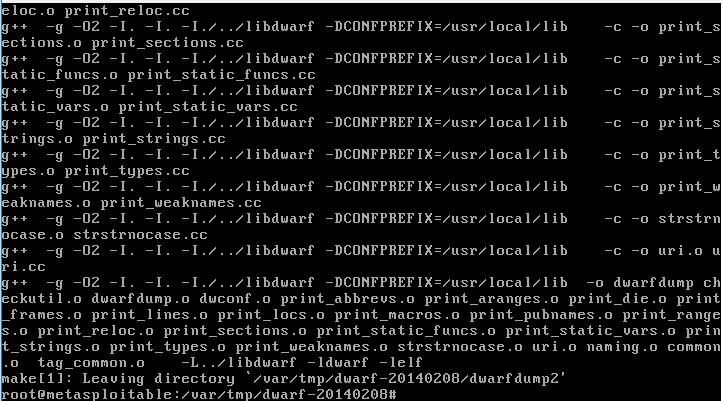 eloc.o print_reloc.cc
g++  -g -O2 -I. -I. -I./../libdwarf -DCONFPREFIX=/usr/local/lib    -c -o print_s
ections.o print_sections.cc
g++  -g -O2 -I. -I. -I./../libdwarf -DCONFPREFIX=/usr/local/lib    -c -o print_s
tatic_funcs.o print_static_funcs.cc
g++  -g -O2 -I. -I. -I./../libdwarf -DCONFPREFIX=/usr/local/lib    -c -o print_s
tatic_vars.o print_static_vars.cc
g++  -g -O2 -I. -I. -I./../libdwarf -DCONFPREFIX=/usr/local/lib    -c -o print_s
trings.o print_strings.cc
g++  -g -O2 -I. -I. -I./../libdwarf -DCONFPREFIX=/usr/local/lib    -c -o print_t
ypes.o print_types.cc
g++  -g -O2 -I. -I. -I./../libdwarf -DCONFPREFIX=/usr/local/lib    -c -o print_w
eaknames.o print_weaknames.cc
g++  -g -O2 -I. -I. -I./../libdwarf -DCONFPREFIX=/usr/local/lib    -c -o strstrn
ocase.o strstrnocase.cc
g++  -g -O2 -I. -I. -I./../libdwarf -DCONFPREFIX=/usr/local/lib    -c -o uri.o u
ri.cc
g++  -g -O2 -I. -I. -I./../libdwarf -DCONFPREFIX=/usr/local/lib  -o dwarfdump ch
eckutil.o dwarfdump.o dwconf.o print_abbrevs.o print_aranges.o print_die.o print
_frames.o print_lines.o print_locs.o print_macros.o print_pubnames.o print_range
s.o print_reloc.o print_sections.o print_static_funcs.o print_static_vars.o prin
t_strings.o print_types.o print_weaknames.o strstrnocase.o uri.o naming.o common
.o  tag_common.o    -L../libdwarf -ldwarf -lelf
make[1]: Leaving directory `/var/tmp/dwarf-20140208/dwarfdump2'
root@metasploitable:/var/tmp/dwarf-20140208#